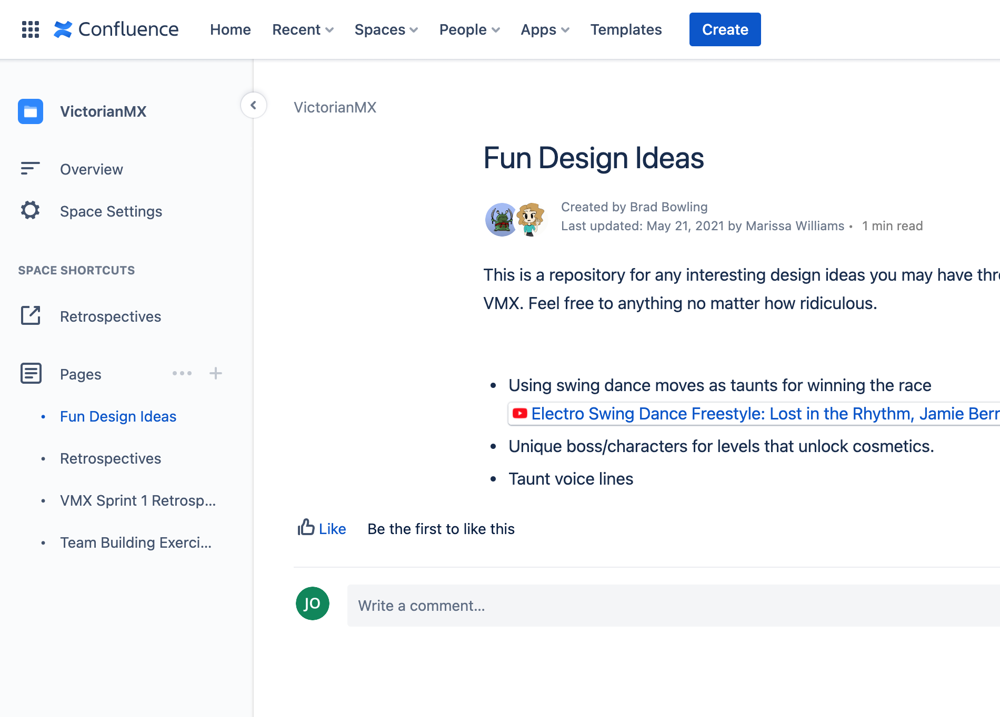 Confluence Home Recent Spaces People Apps Templates Create
VictorianMX
Overview
Space Settings
SPACE SHORTCUTS
Retrospectives
Pages
Fun Design Ideas
Retrospectives
VMX Sprint 1 Retrosp...
Team Building Exerci...
VictorianMX
Fun Design Ideas
Created by Brad Bowling
Last updated: May 21, 2021 by Marissa Williams • 1 min read
This is a repository for any interesting design ideas you may have
VMX. Feel free to anything no matter how ridiculous.
• Using swing dance moves as taunts for winning the race
Electro Swing Dance Freestyle: Lost in the Rhythm, Jamie
• Unique boss/characters for levels that unlock cosmetics.
• Taunt voice lines
Like Be the first to like this
JO Write a comment...